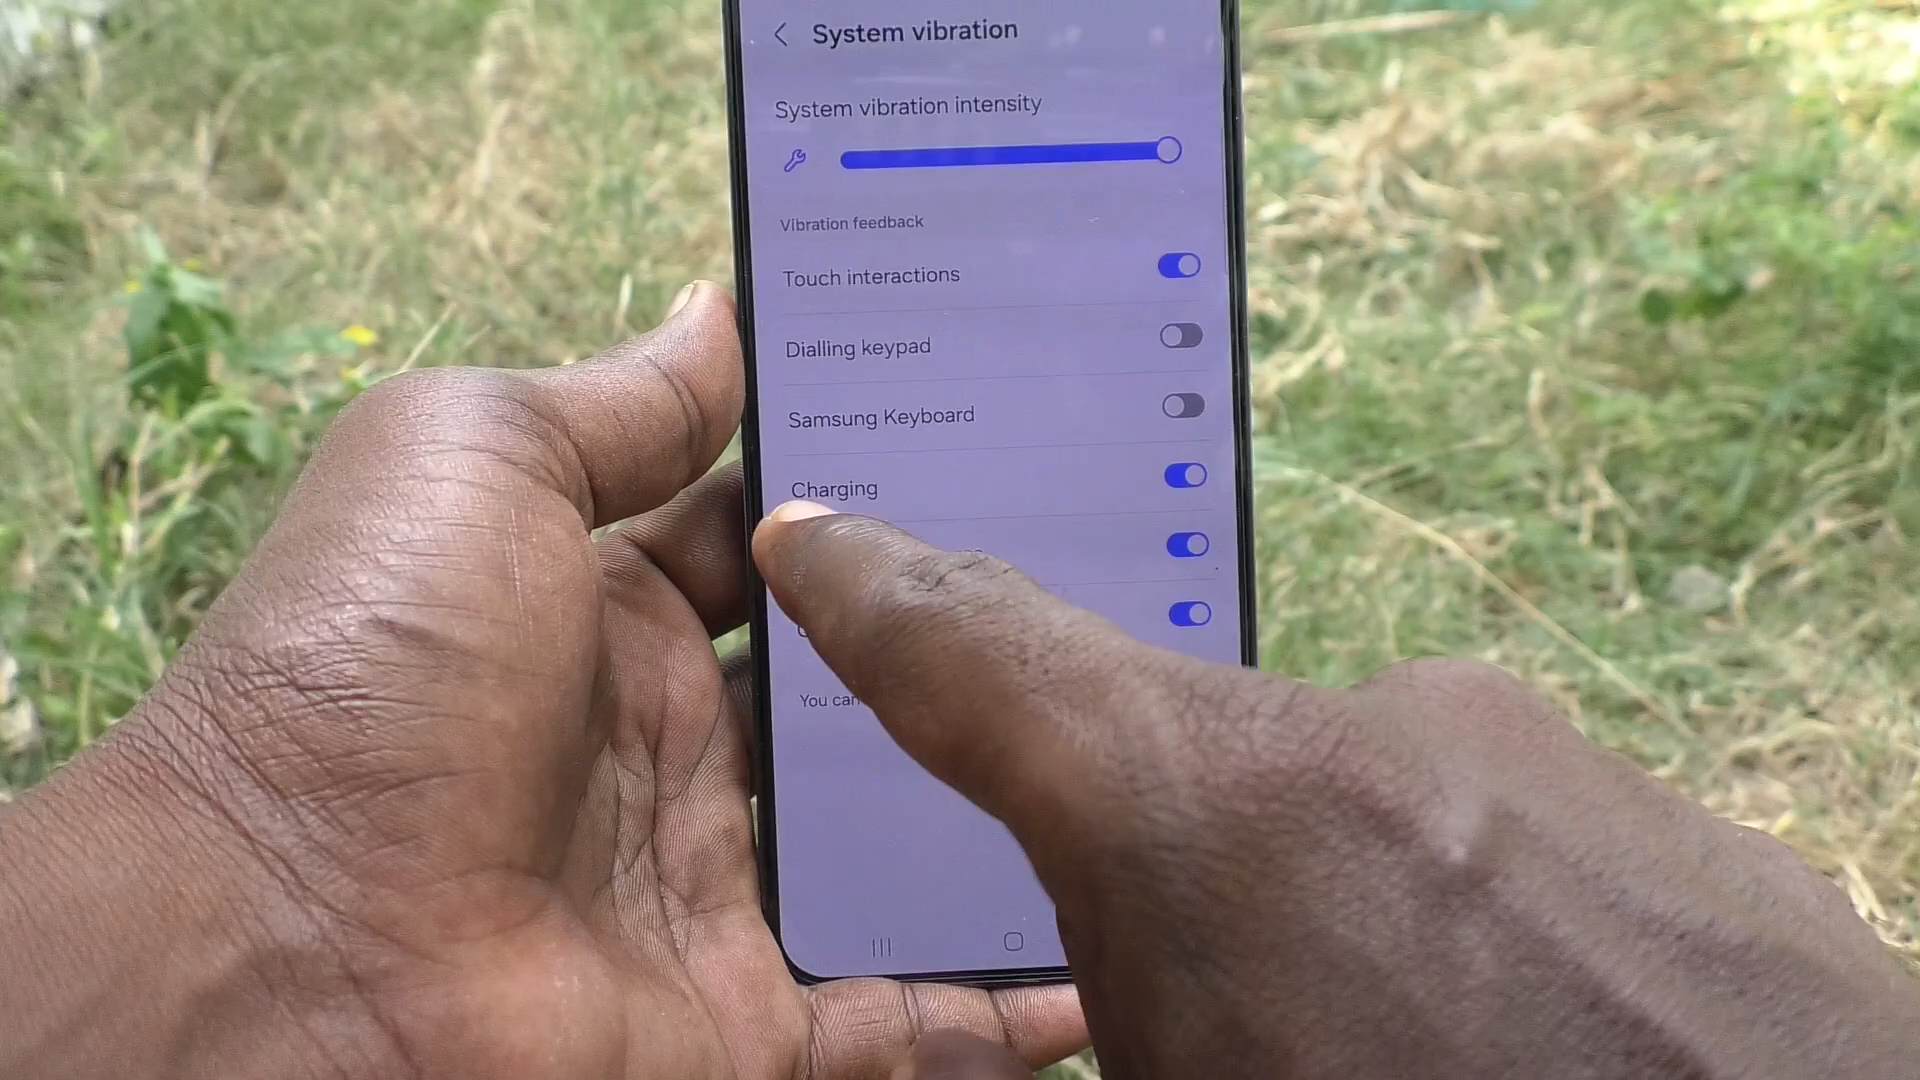 System vibration
System vibration intensity
Vibration feedback
Touch interactions
Dialling keypad
Samsung Keyboard
Charging
You can